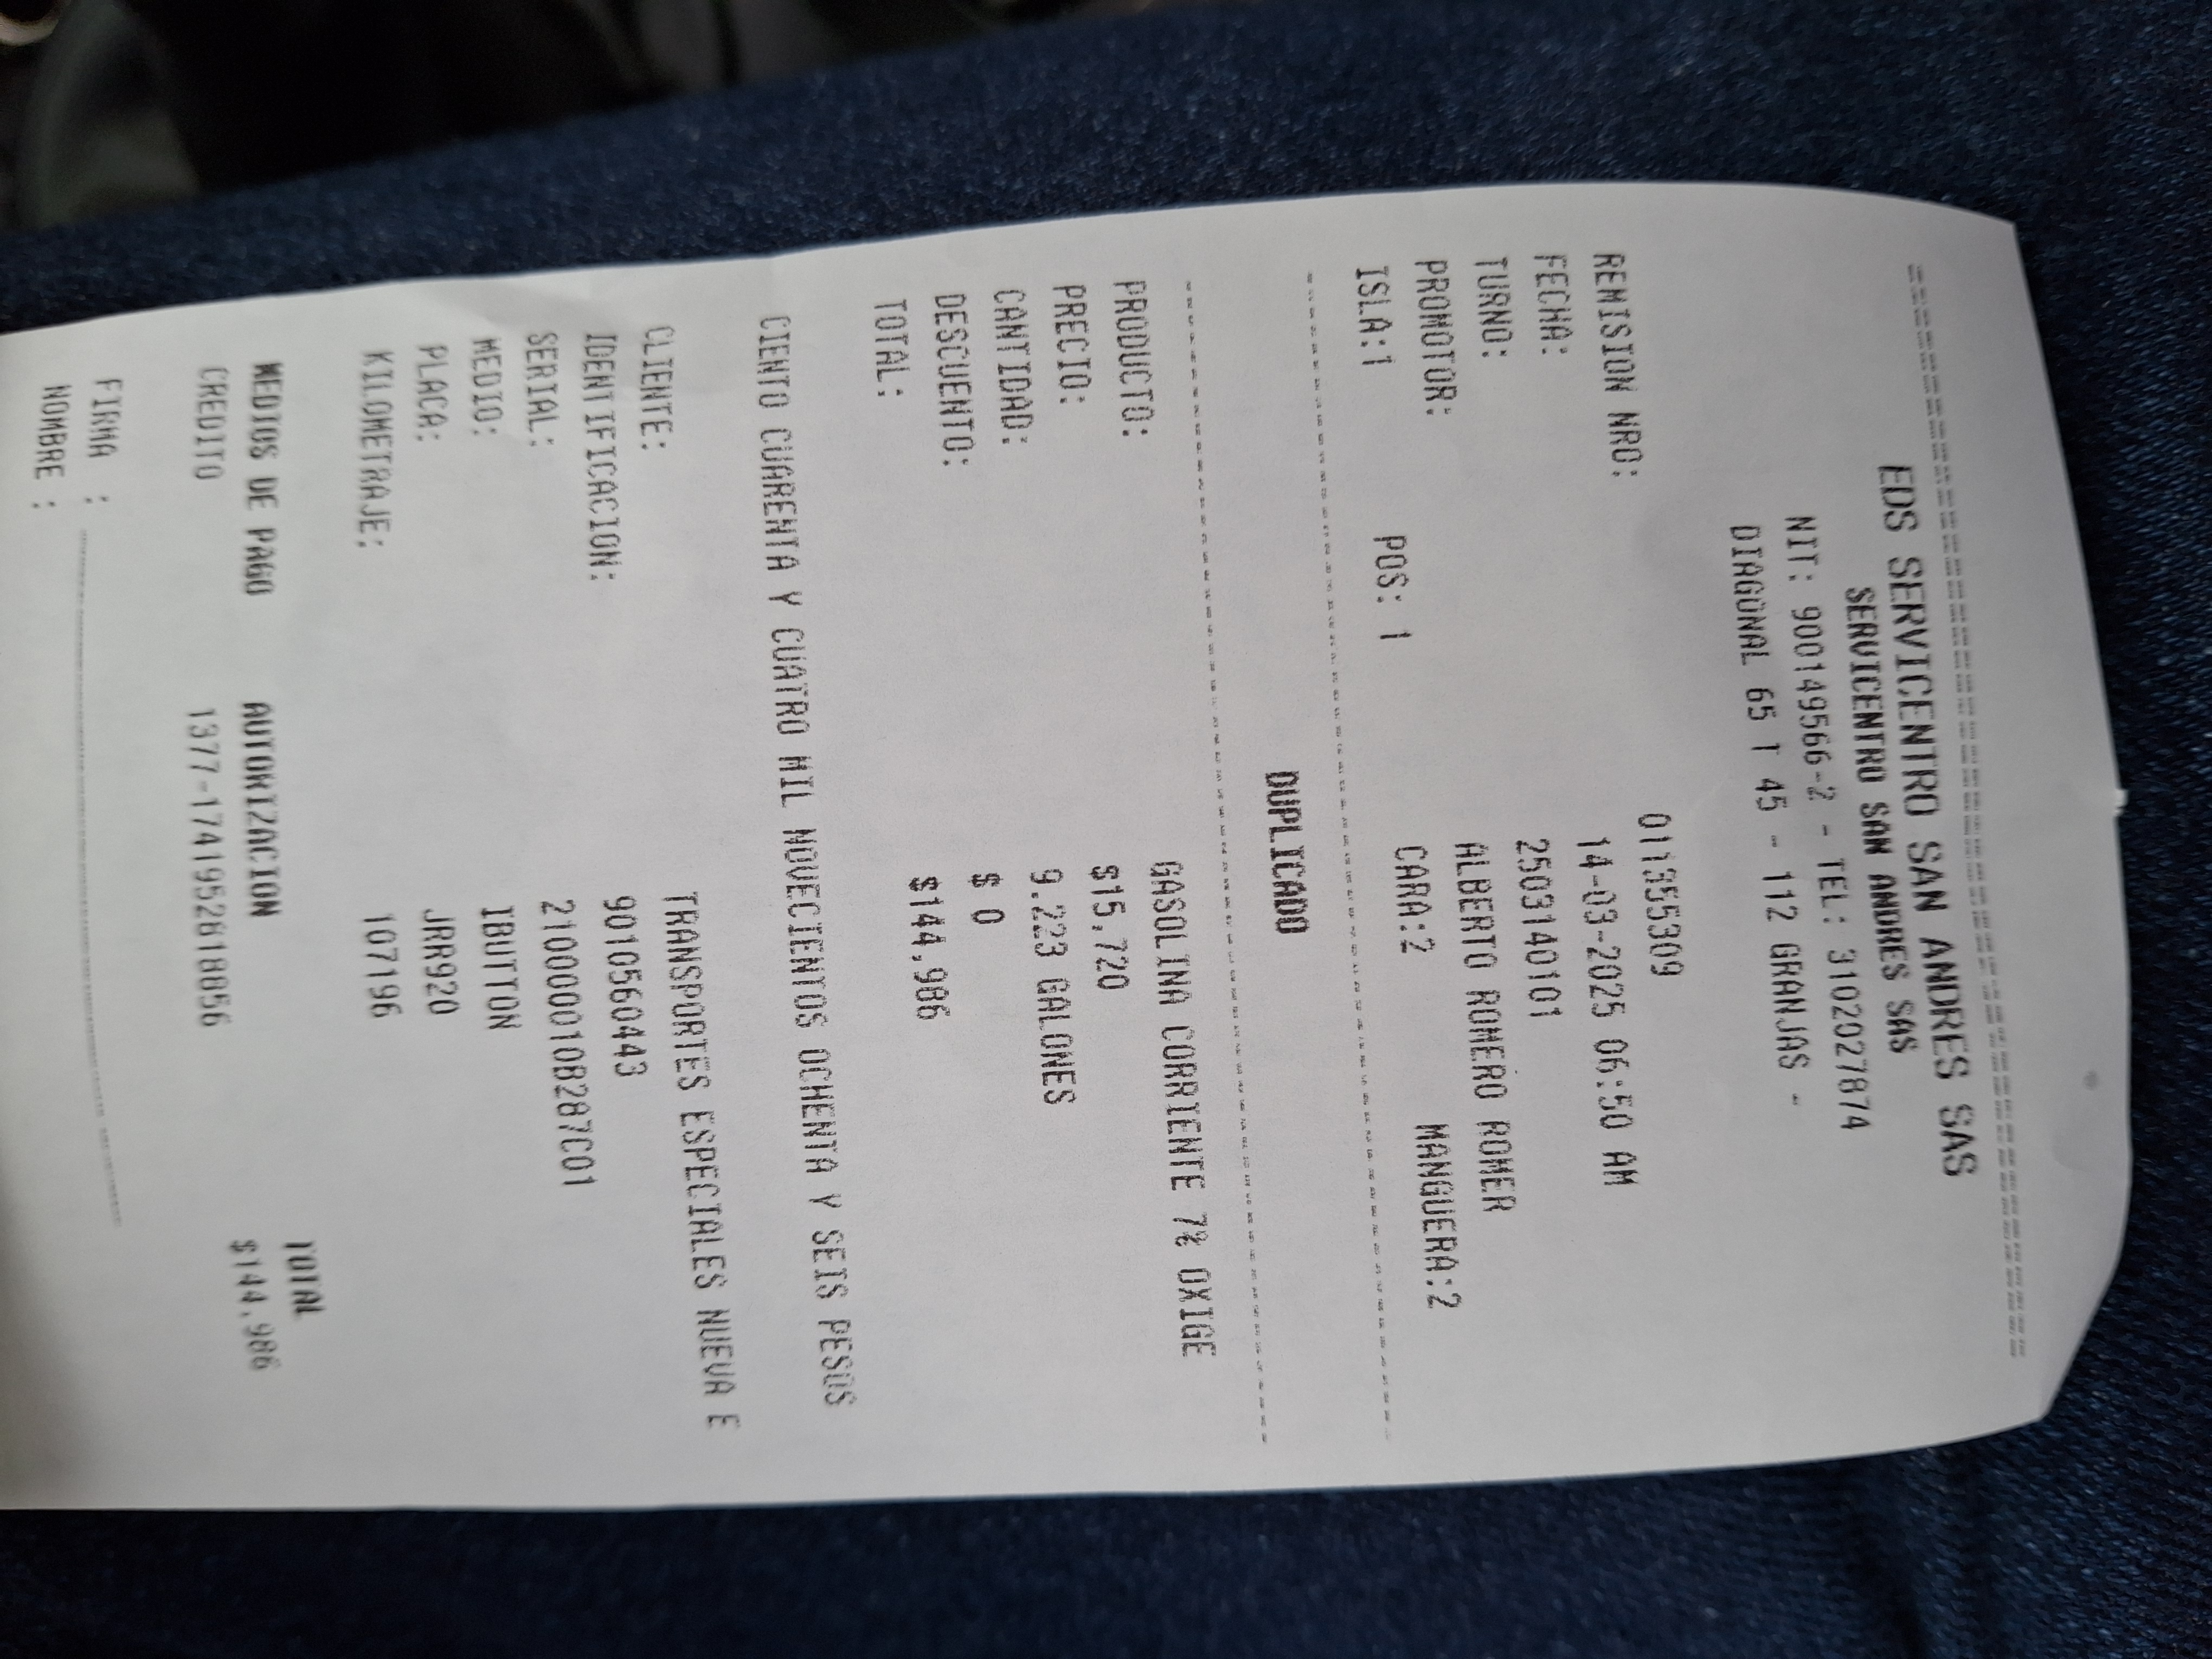 EDS SERVICENTRO SAN ANDRES SAS
SERVICENTRO SAN ANDRES SAS
NIT: 900149566-2 - TEL: 3102027874
DIAGONAL 65 T 45 - 112 GRANJAS -
REMISION NRO: 01135309
FECHA: 14-03-2025 06:50 AM
TURNO: 2503140101
PROMOTOR: ALBERTO ROMERO ROMER
ISLA:1 POS: 1 CARA:2 MANGUERA:2
DUPLICADO
PRODUCTO: GASOLINA CORRIENTE 7% OXIGE
PRECIO: $15,720
CANTIDAD: 9.223 GALONES
DESCUENTO: $ 0
TOTAL: $144,986
CIENTO CUARENTA Y CUATRO MIL NOVECIENTOS OCHENTA Y SEIS PESOS
CLIENTE: TRANSPORTES ESPECIALES NUEVA E
IDENTIFICACION: 9010560443
SERIAL: 210000010B287C01
MEDIO: IBUTTON
PLACA: JRR920
KILOMETRAJE: 107196
MEDIOS DE PAGO AUTORIZACION TOTAL
CREDITO 1377-1741952618856 $144,986
FIRMA :
NOMBRE :